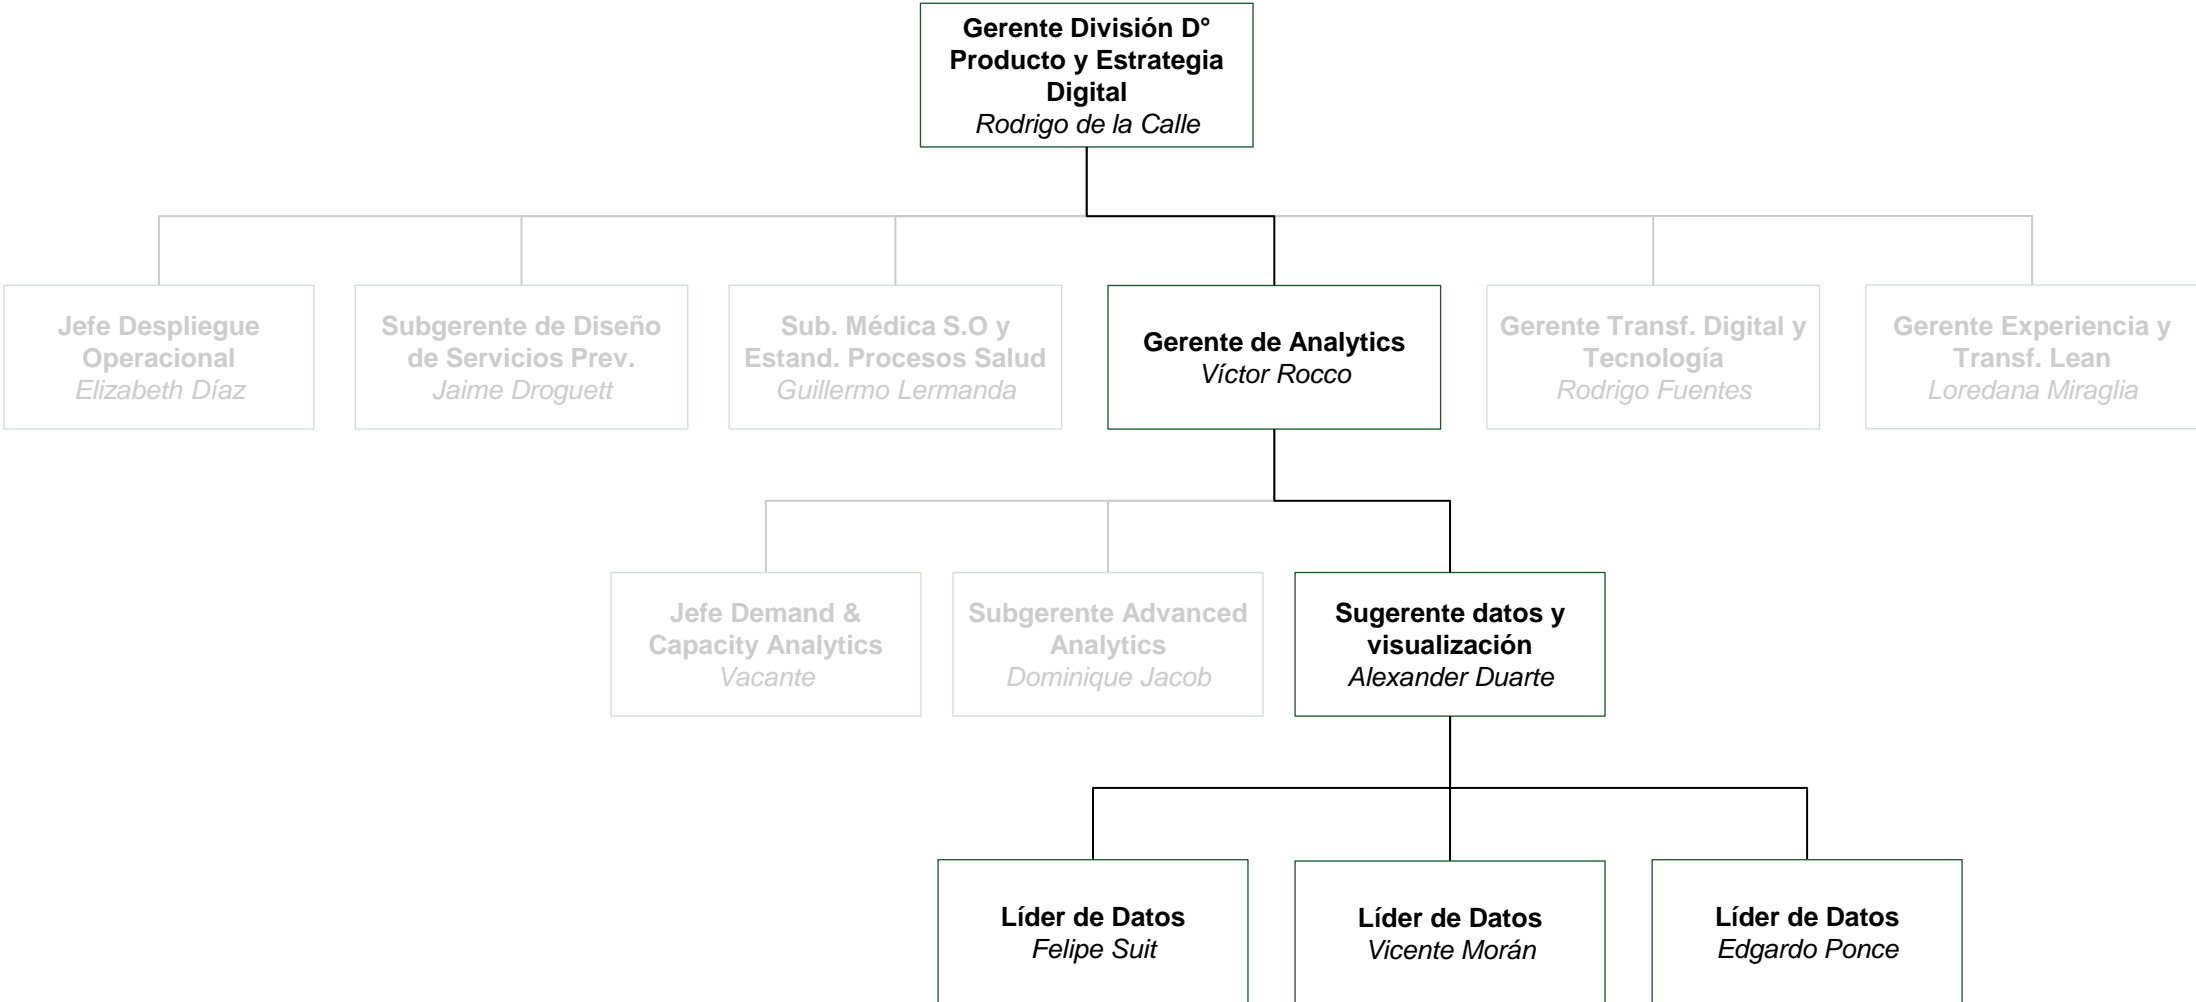 Gerente División D°
Producto y Estrategia
Digital
Rodrigo de la Calle
Jefe Despliegue
Operacional
Elizabeth Díaz
Subgerente de Diseño
de Servicios Prev.
Jaime Droguett
Sub. Médica S.O y
Estand. Procesos Salud
Guillermo Lermanda
Gerente de Analytics
Víctor Rocco
Gerente Transf. Digital y
Tecnología
Rodrigo Fuentes
Gerente Experiencia y
Transf. Lean
Loredana Miraglia
Jefe Demand &
Capacity Analytics
Vacante
Subgerente Advanced
Analytics
Dominique Jacob
Sugerente datos y
visualización
Alexander Duarte
Líder de Datos
Felipe Suit
Líder de Datos
Vicente Morán
Líder de Datos
Edgardo Ponce